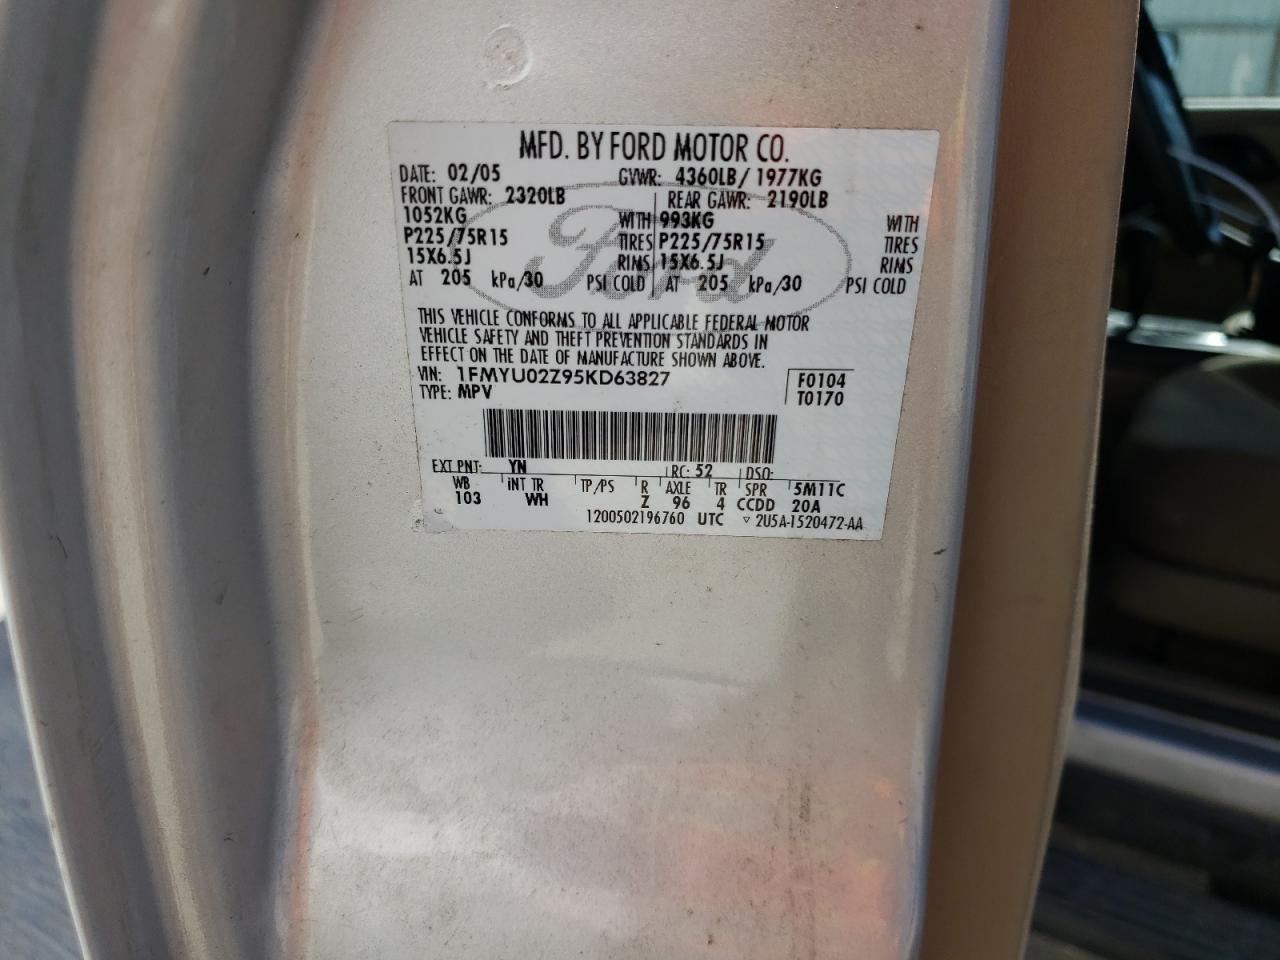 MFD. BY FORD MOTOR CO.
DATE: 02/05 GVWR: 4360LB/ 1977KG
FRONT GAWR: 2320LB REAR GAWR: 2190LB
1052KG WITH 993KG WITH
P225/75R15 TIRES P225/75R15 TIRES
15X6.5J RIMS 15X6.5J RIMS
AT 205 kPa/30 PSI COLD AT 205 kPa/30 PSI COLD
Ford
THIS VEHICLE CONFORMS TO ALL APPLICABLE FEDERAL MOTOR
VEHICLE SAFETY AND THEFT PREVENTION STANDARDS IN
EFFECT ON THE DATE OF MANUFACTURE SHOWN ABOVE.
VIN: 1FMYU02Z95KD63827 F0104
TYPE: MPV T0170
EXT PNT: YN RC: 52 DSO:
WB INT TR TP/PS R AXLE TR SPR 5M11C
103 WH Z 96 4 CCDD 20A
1200502196760 UTC ▽ 2U5A-1520472-AA